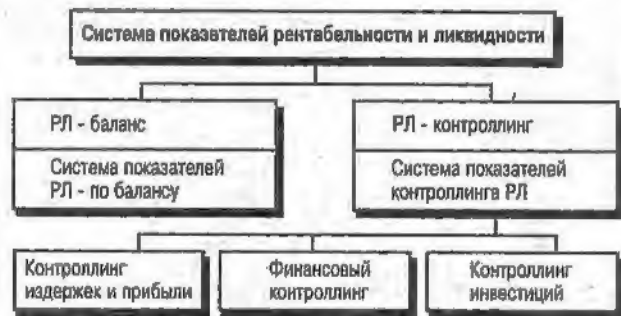 Система показателей рентабельности и ликвидности
РЛ - баланс
Система показателей
РЛ - по балансу
РЛ - контроллинг
Система показателей
контроллинга РЛ
Контроллинг
издержек и прибыли
Финансовый
контроллинг
Контроллинг
инвестиций